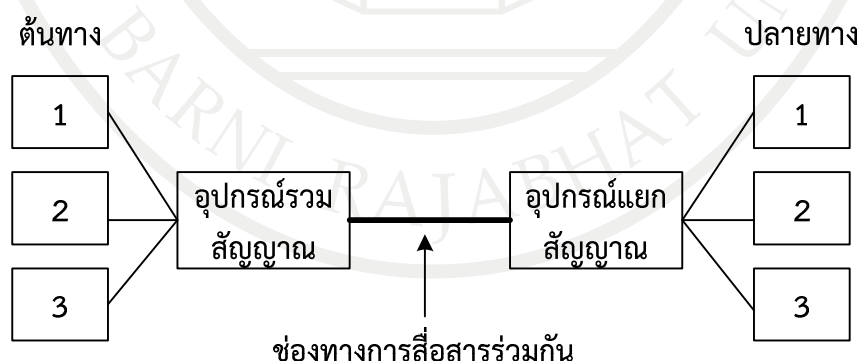 ต้นทาง
ปลายทาง
1
1
2
อุปกรณ์รวม
สัญญาณ
อุปกรณ์แยก
สัญญาณ
2
3
3
ช่องทางการสื่อสารร่วมกัน
BARNI RAJABHAT U